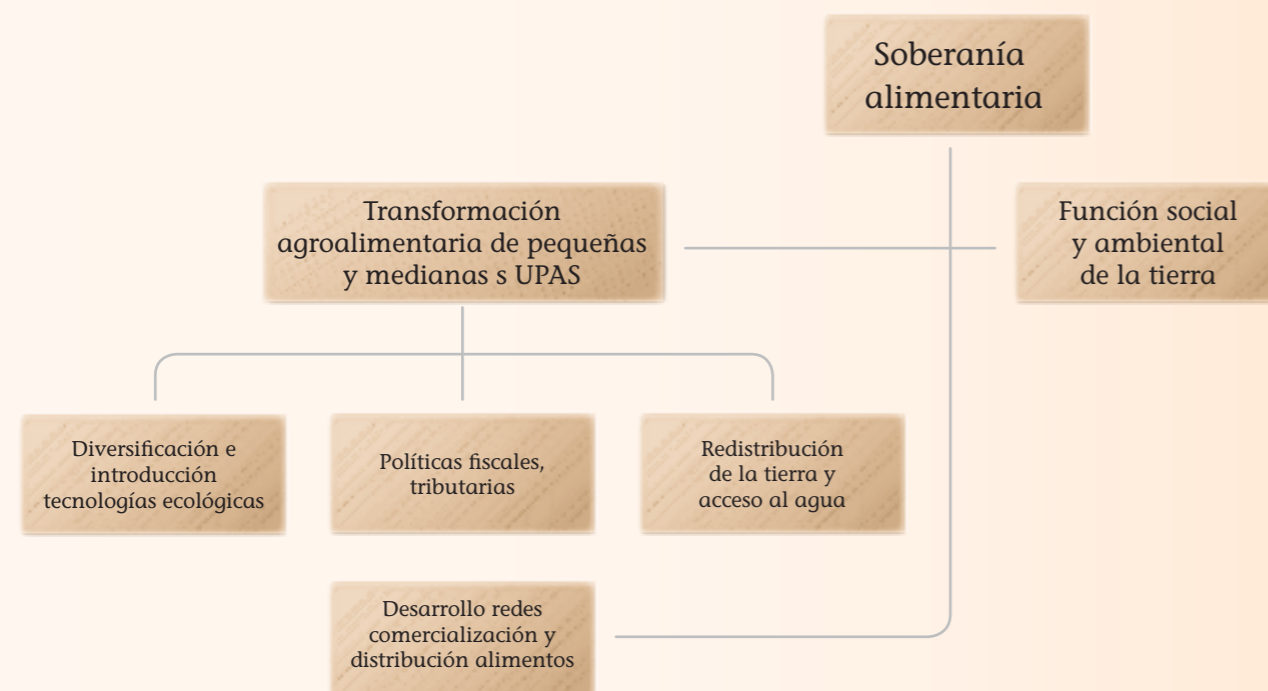 Soberanía
alimentaria
Transformación
agroalimentaria de pequeñas
y medianas s UPAS
Función social
y ambiental
de la tierra
Diversificación e
introducción
tecnologías ecológicas
Políticas fiscales,
tributarias
Redistribución
de la tierra y
acceso al agua
Desarrollo redes
comercialización y
distribución alimentos